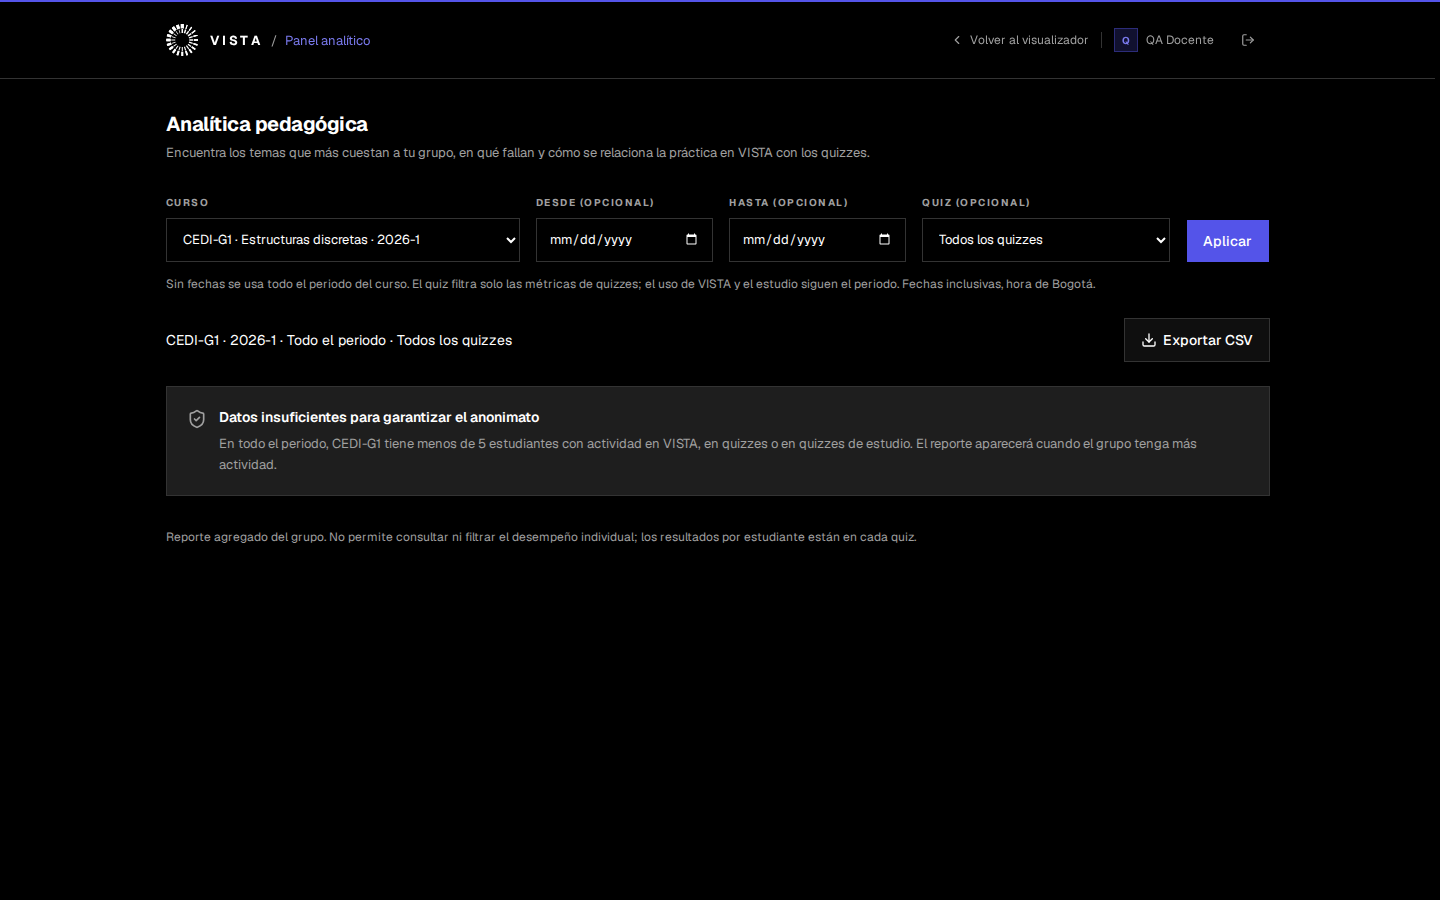 VISTA / Panel analítico
Volver al visualizador
Q QA Docente
Analítica pedagógica
Encuentra los temas que más cuestan a tu grupo, en qué fallan y cómo se relaciona la práctica en VISTA con los quizzes.
CURSO
DESDE (OPCIONAL)
HASTA (OPCIONAL)
QUIZ (OPCIONAL)
CEDI-G1 · Estructuras discretas · 2026-1
mm/dd/yyyy
mm/dd/yyyy
Todos los quizzes
Aplicar
Sin fechas se usa todo el periodo del curso. El quiz filtra solo las métricas de quizzes; el uso de VISTA y el estudio siguen el periodo. Fechas inclusivas, hora de Bogotá.
CEDI-G1 · 2026-1 · Todo el periodo · Todos los quizzes
Exportar CSV
Datos insuficientes para garantizar el anonimato
En todo el periodo, CEDI-G1 tiene menos de 5 estudiantes con actividad en VISTA, en quizzes o en quizzes de estudio. El reporte aparecerá cuando el grupo tenga más
actividad.
Reporte agregado del grupo. No permite consultar ni filtrar el desempeño individual; los resultados por estudiante están en cada quiz.